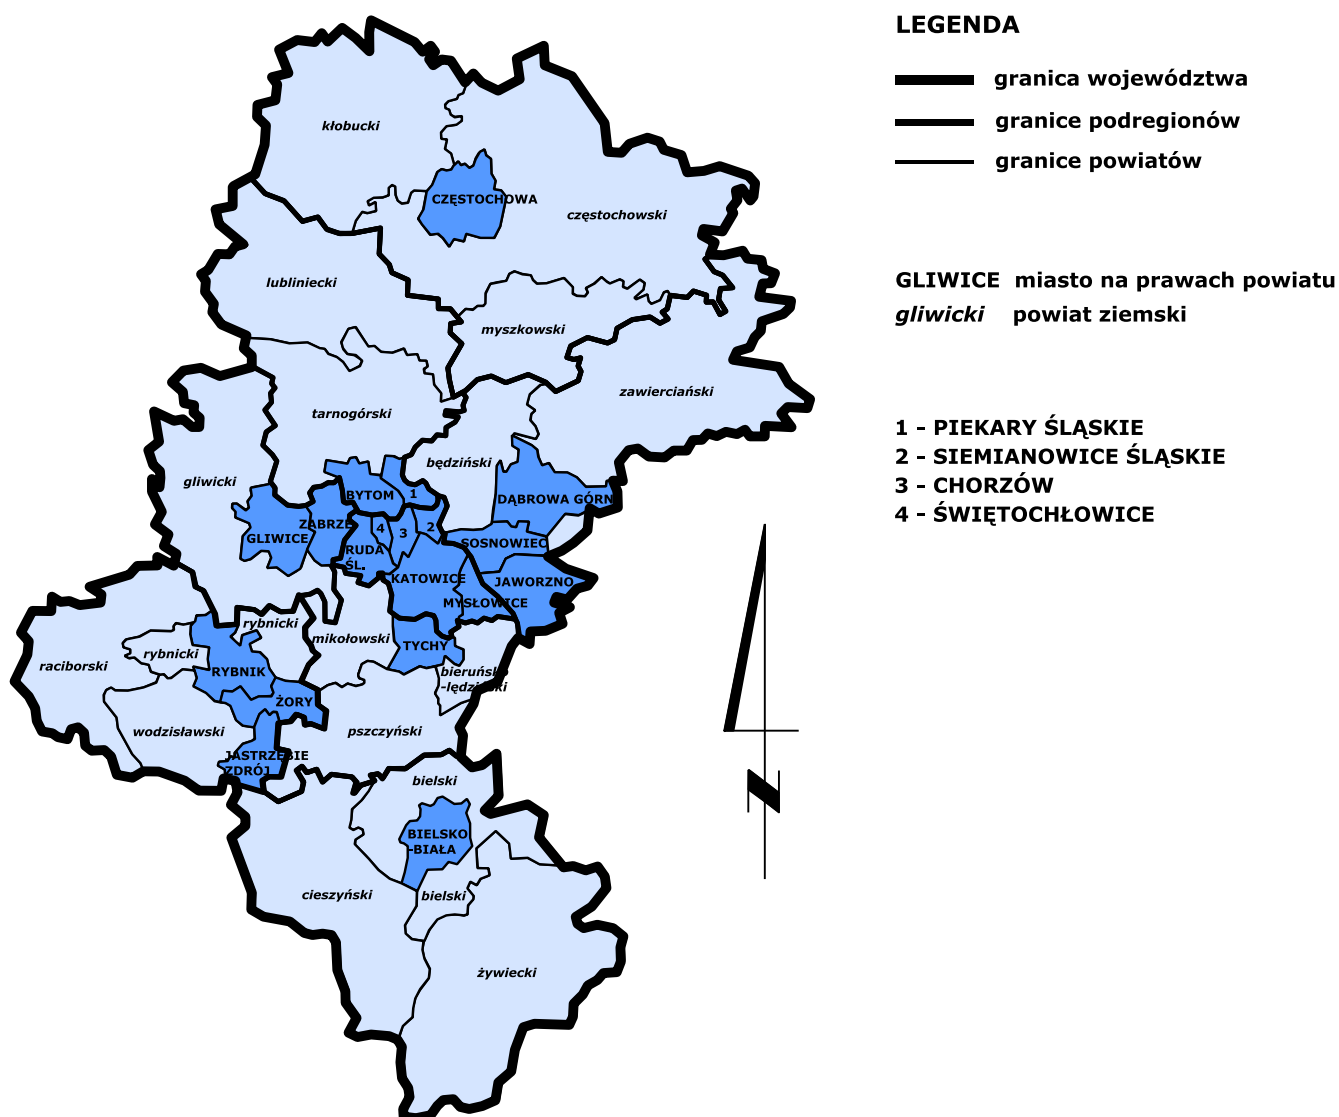 LEGENDA
granica województwa
granice podregionów
granice powiatów
GLIWICE miasto na prawach powiatu
gliwicki powiat ziemski
1 - PIEKARY ŚLĄSKIE
2 - SIEMIANOWICE ŚLĄSKIE
3 - CHORZÓW
4 - ŚWIĘTOCHŁOWICE
kłobucki
CZĘSTOCHOWA
częstochowski
lubliniecki
myszkowski
zawierciański
tarnogórski
będziński
gliwicki
BYTOM
1
DĄBROWA GÓRN.
ZABRZE
GLIWICE
4
3
2
SOSNOWIEC
RUDA
ŚL.
KATOWICE
JAWORZNO
MYSŁOWICE
rybnicki
mikołowski
TYCHY
rybnicki
raciborski
RYBNIK
bieruńsko
-lędziński
ŻORY
wodzisławski
pszczyński
JASTRZĘBIE
ZDRÓJ
bielski
BIELSKO
-BIAŁA
cieszyński
bielski
żywiecki
N